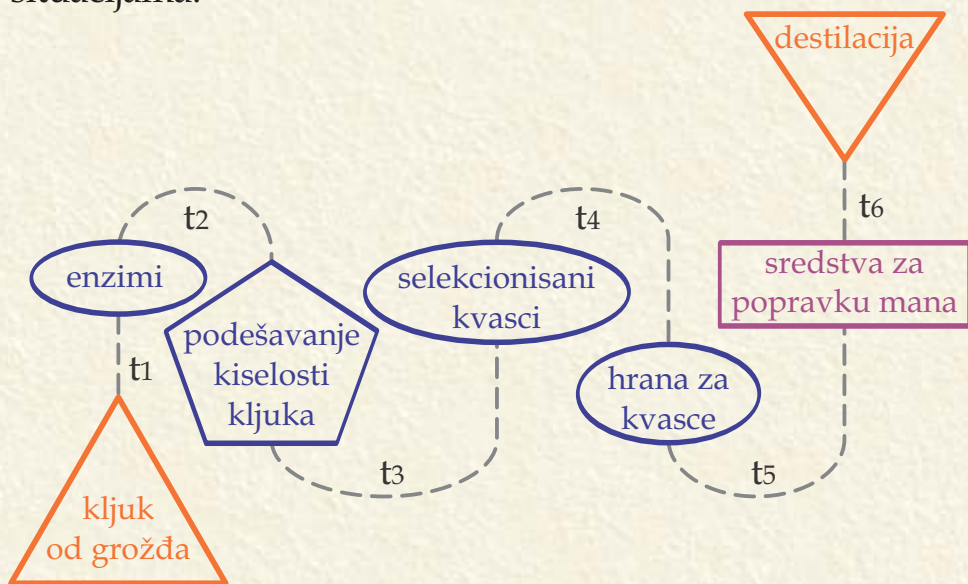 destilacija
t2
t4
t6
enzimi
selekcionisani
kvasci
sredstva za
popravku mana
podešavanje
kiselosti
kljuka
t1
hrana za
kvasce
t3
t5
kljuk
od grožđa